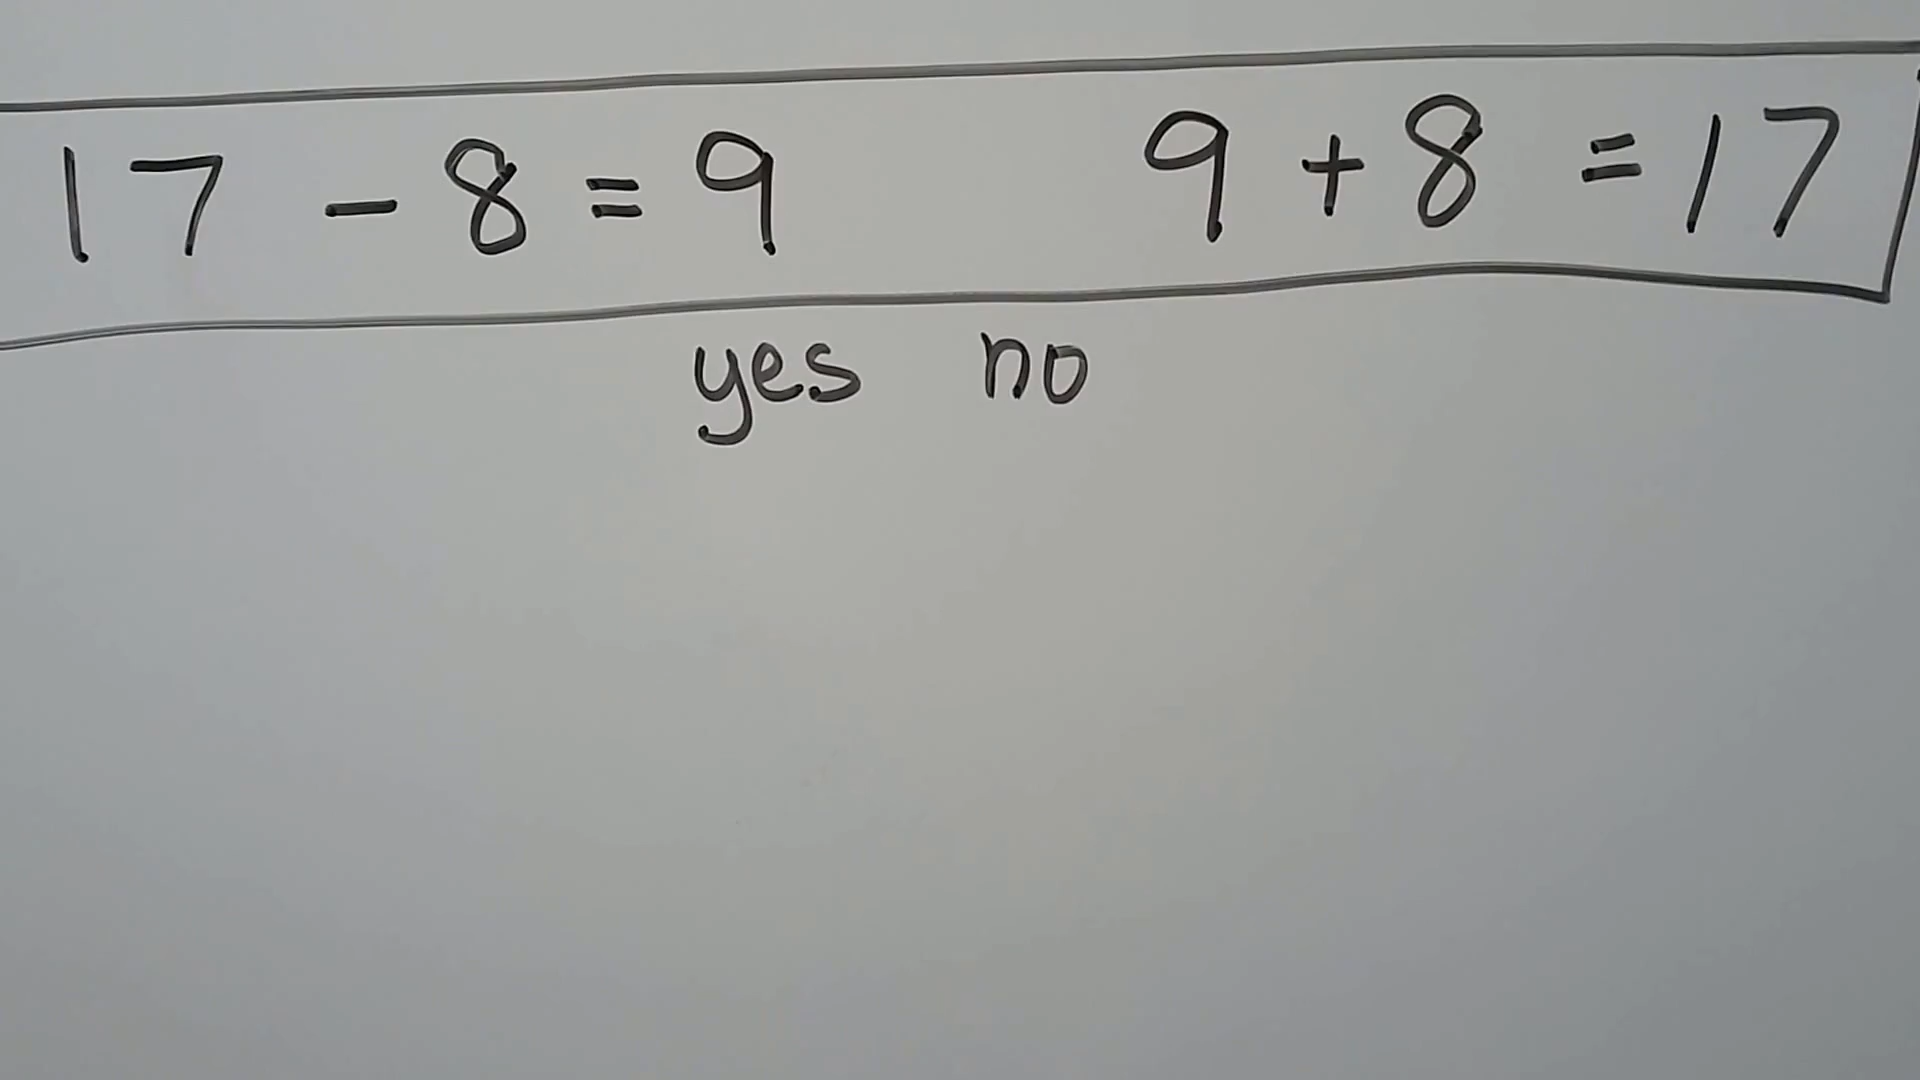 17 - 8 = 9 9 + 8 = 17
yes no